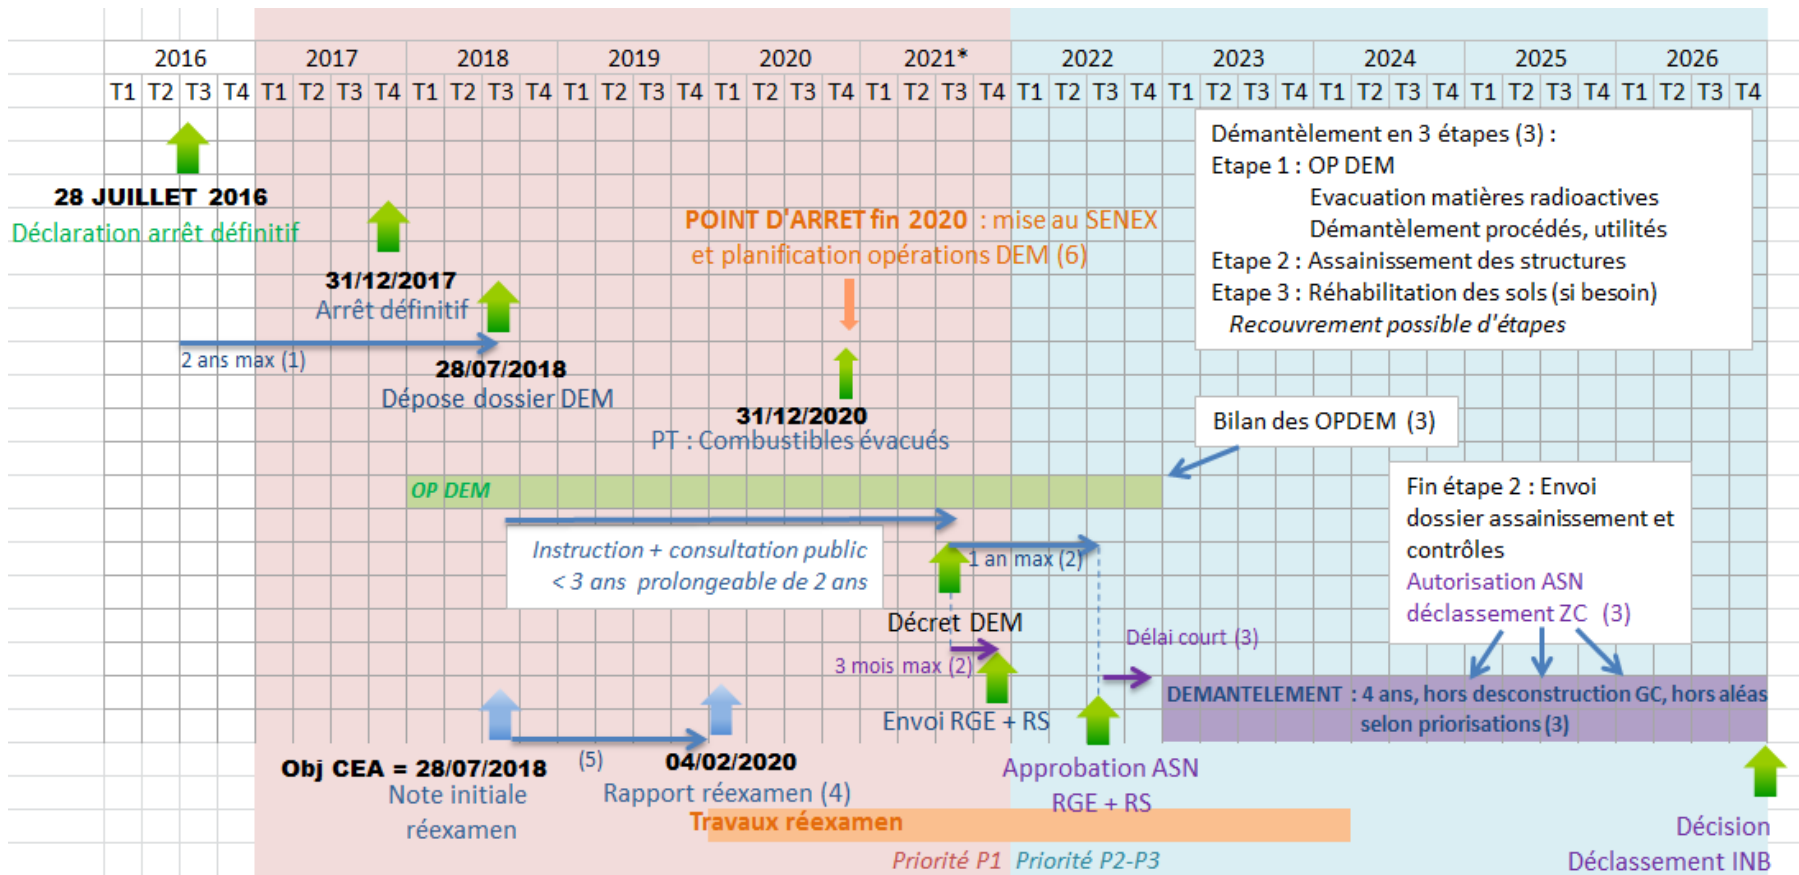 2016 2017 2018 2019 2020 2021* 2022 2023 2024 2025 2026
T1 T2 T3 T4 T1 T2 T3 T4 T1 T2 T3 T4 T1 T2 T3 T4 T1 T2 T3 T4 T1 T2 T3 T4 T1 T2 T3 T4 T1 T2 T3 T4 T1 T2 T3 T4 T1 T2 T3 T4 T1 T2 T3 T4
28 JUILLET 2016
Déclaration arrêt définitif
31/12/2017
Arrêt définitif
2 ans max (1)
28/07/2018
Dépose dossier DEM
POINT D'ARRET fin 2020 : mise au SENEX
et planification opérations DEM (6)
31/12/2020
PT : Combustibles évacués
Démantèlement en 3 étapes (3) :
Etape 1 : OP DEM
Evacuation matières radioactives
Démantèlement procédés, utilités
Etape 2 : Assainissement des structures
Etape 3 : Réhabilitation des sols (si besoin)
Recouvrement possible d'étapes
Bilan des OPDEM (3)
OP DEM
Instruction + consultation public
< 3 ans prolongeable de 2 ans
1 an max (2)
Décret DEM
3 mois max (2)
Envoi RGE + RS
Délai court (3)
Fin étape 2 : Envoi
dossier assainissement et
contrôles
Autorisation ASN
déclassement ZC (3)
DEMANTELEMENT : 4 ans, hors desconstruction GC, hors aléas
selon priorisations (3)
Obj CEA = 28/07/2018
Note initiale
réexamen
(5)
04/02/2020
Rapport réexamen (4)
Approbation ASN
RGE + RS
Travaux réexamen
Décision
Déclassement INB
Priorité P1
Priorité P2-P3